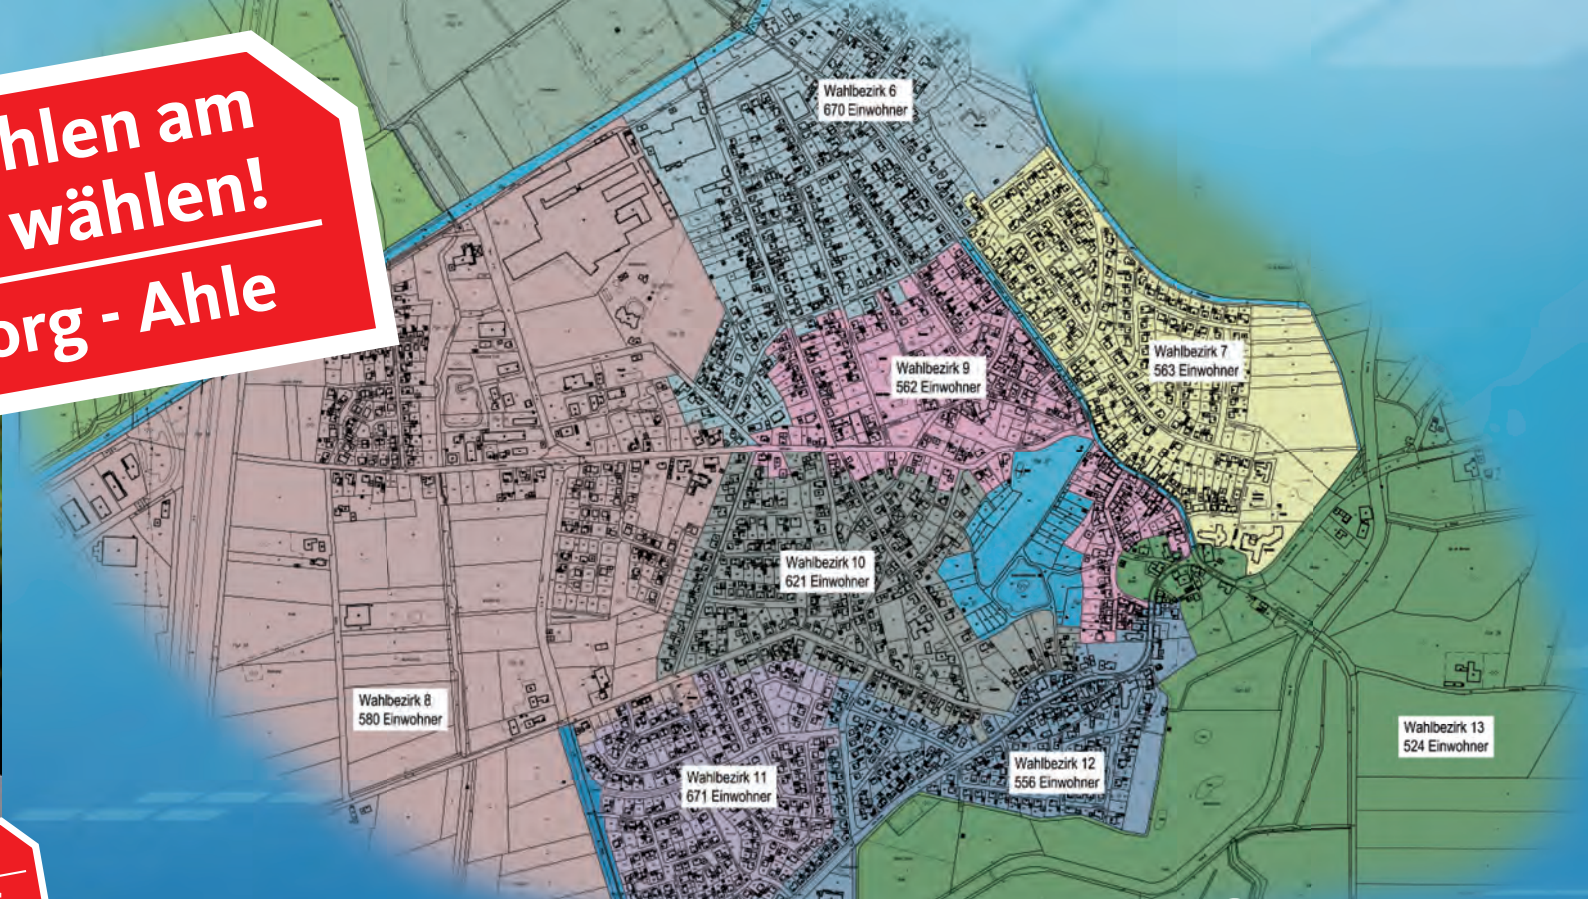 hlen am
wählen!
org - Ahle
Wahlbezirk 6
670 Einwohner
Wahlbezirk 7
563 Einwohner
Wahlbezirk 9
562 Einwohner
Wahlbezirk 10
621 Einwohner
Wahlbezirk 8
580 Einwohner
Wahlbezirk 11
671 Einwohner
Wahlbezirk 12
556 Einwohner
Wahlbezirk 13
524 Einwohner